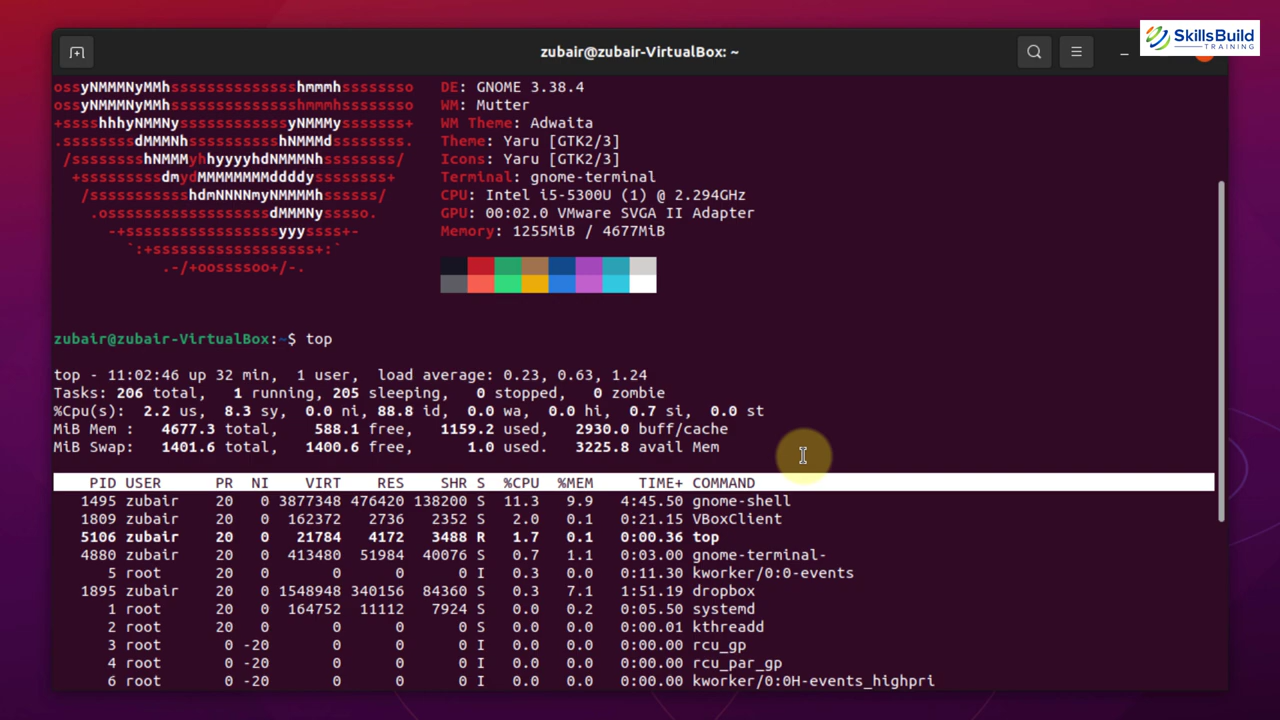 SkillsBuild
TRAINING
zubair@zubair-VirtualBox: ~
ossyNMMMNyMMhsssssssssssssshmmmhssssssso DE: GNOME 3.38.4
ossyNMMMNyMMhsssssssssssssshmmmhssssssso WM: Mutter
+sssshhhyNMMNyssssssssssssyNMMMysssssss+ WM Theme: Adwaita
.ssssssssdMMMNhsssssssssshNMMMdssssssss. Theme: Yaru [GTK2/3]
/sssssssshNMMMyhhyyyyhdNMMMNhssssssss/ Icons: Yaru [GTK2/3]
+sssssssssdmydMMMMMMMMddddyssssssss+ Terminal: gnome-terminal
/ssssssssssshdmNNNNmyNMMMMhssssss/ CPU: Intel i5-5300U (1) @ 2.294GHz
.ossssssssssssssssssdMMMNysssso. GPU: 00:02.0 VMware SVGA II Adapter
-+sssssssssssssssssyyyssss+- Memory: 1255MiB / 4677MiB
`:+ssssssssssssssssss+:`
.-/+oossssoo+/-.
zubair@zubair-VirtualBox:~$ top
top - 11:02:46 up 32 min,  1 user,  load average: 0.23, 0.63, 1.24
Tasks: 206 total,   1 running, 205 sleeping,   0 stopped,   0 zombie
%Cpu(s):  2.2 us,  8.3 sy,  0.0 ni, 88.8 id,  0.0 wa,  0.0 hi,  0.7 si,  0.0 st
MiB Mem :   4677.3 total,    588.1 free,   1159.2 used,   2930.0 buff/cache
MiB Swap:   1401.6 total,   1400.6 free,      1.0 used.   3225.8 avail Mem
PID USER      PR  NI    VIRT    RES    SHR S  %CPU  %MEM     TIME+ COMMAND
1495 zubair    20   0 3877348 476420 138200 S  11.3   9.9   4:45.50 gnome-shell
1809 zubair    20   0  162372   2736   2352 S   2.0   0.1   0:21.15 VBoxClient
5106 zubair    20   0   21784   4172   3488 R   1.7   0.1   0:00.36 top
4880 zubair    20   0  413480  51984  40076 S   0.7   1.1   0:03.00 gnome-terminal-
5 root      20   0       0      0      0 I   0.3   0.0   0:11.30 kworker/0:0-events
1895 zubair    20   0 1548948 340156  84360 S   0.3   7.1   1:51.19 dropbox
1 root      20   0  164752  11112   7924 S   0.0   0.2   0:05.50 systemd
2 root      20   0       0      0      0 S   0.0   0.0   0:00.01 kthreadd
3 root       0 -20       0      0      0 I   0.0   0.0   0:00.00 rcu_gp
4 root       0 -20       0      0      0 I   0.0   0.0   0:00.00 rcu_par_gp
6 root       0 -20       0      0      0 I   0.0   0.0   0:00.00 kworker/0:0H-events_highpri